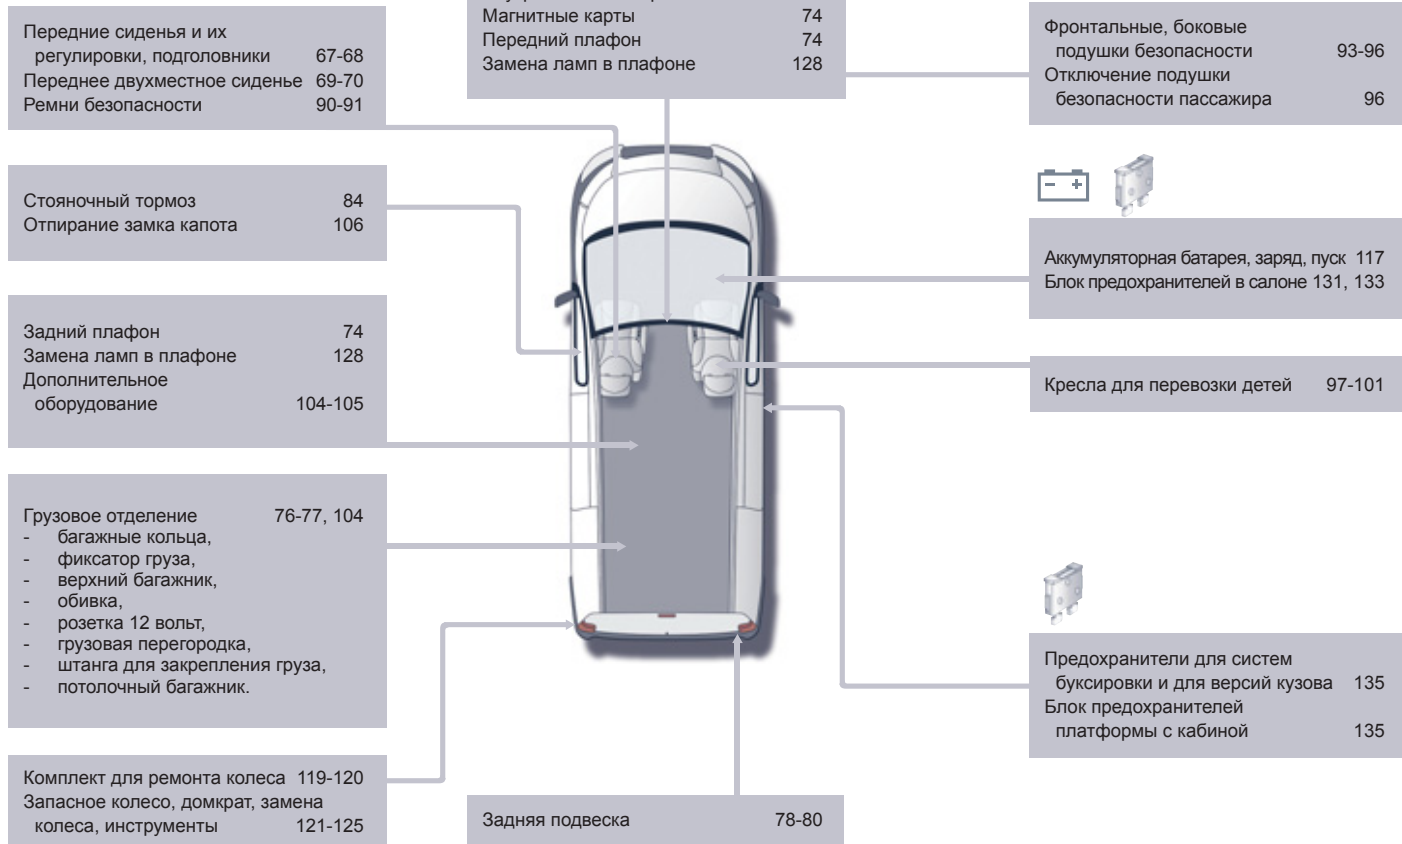 Передние сиденья и их
регулировки, подголовники 67-68
Переднее двухместное сиденье 69-70
Ремни безопасности 90-91
Стояночный тормоз 84
Отпирание замка капота 106
Задний плафон 74
Замена ламп в плафоне 128
Дополнительное
оборудование 104-105
Грузовое отделение 76-77, 104
- багажные кольца,
- фиксатор груза,
- верхний багажник,
- обивка,
- розетка 12 вольт,
- грузовая перегородка,
- штанга для закрепления груза,
- потолочный багажник.
Комплект для ремонта колеса 119-120
Запасное колесо, домкрат, замена
колеса, инструменты 121-125
Магнитные карты 74
Передний плафон 74
Замена ламп в плафоне 128
Задняя подвеска 78-80
Фронтальные, боковые
подушки безопасности 93-96
Отключение подушки
безопасности пассажира 96
- +
Аккумуляторная батарея, заряд, пуск 117
Блок предохранителей в салоне 131, 133
Кресла для перевозки детей 97-101
Предохранители для систем
буксировки и для версий кузова 135
Блок предохранителей
платформы с кабиной 135